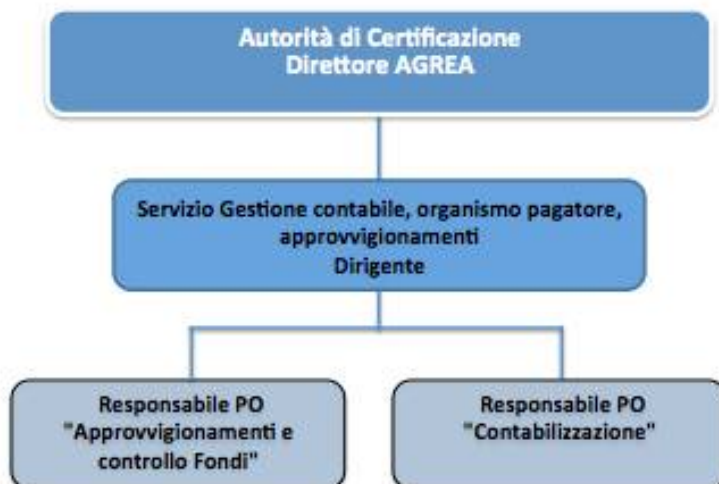 Autorità di Certificazione
Direttore AGREA
Servizio Gestione contabile, organismo pagatore,
approvvigionamenti
Dirigente
Responsabile PO
"Approvvigionamenti e
controllo Fondi"
Responsabile PO
"Contabilizzazione"